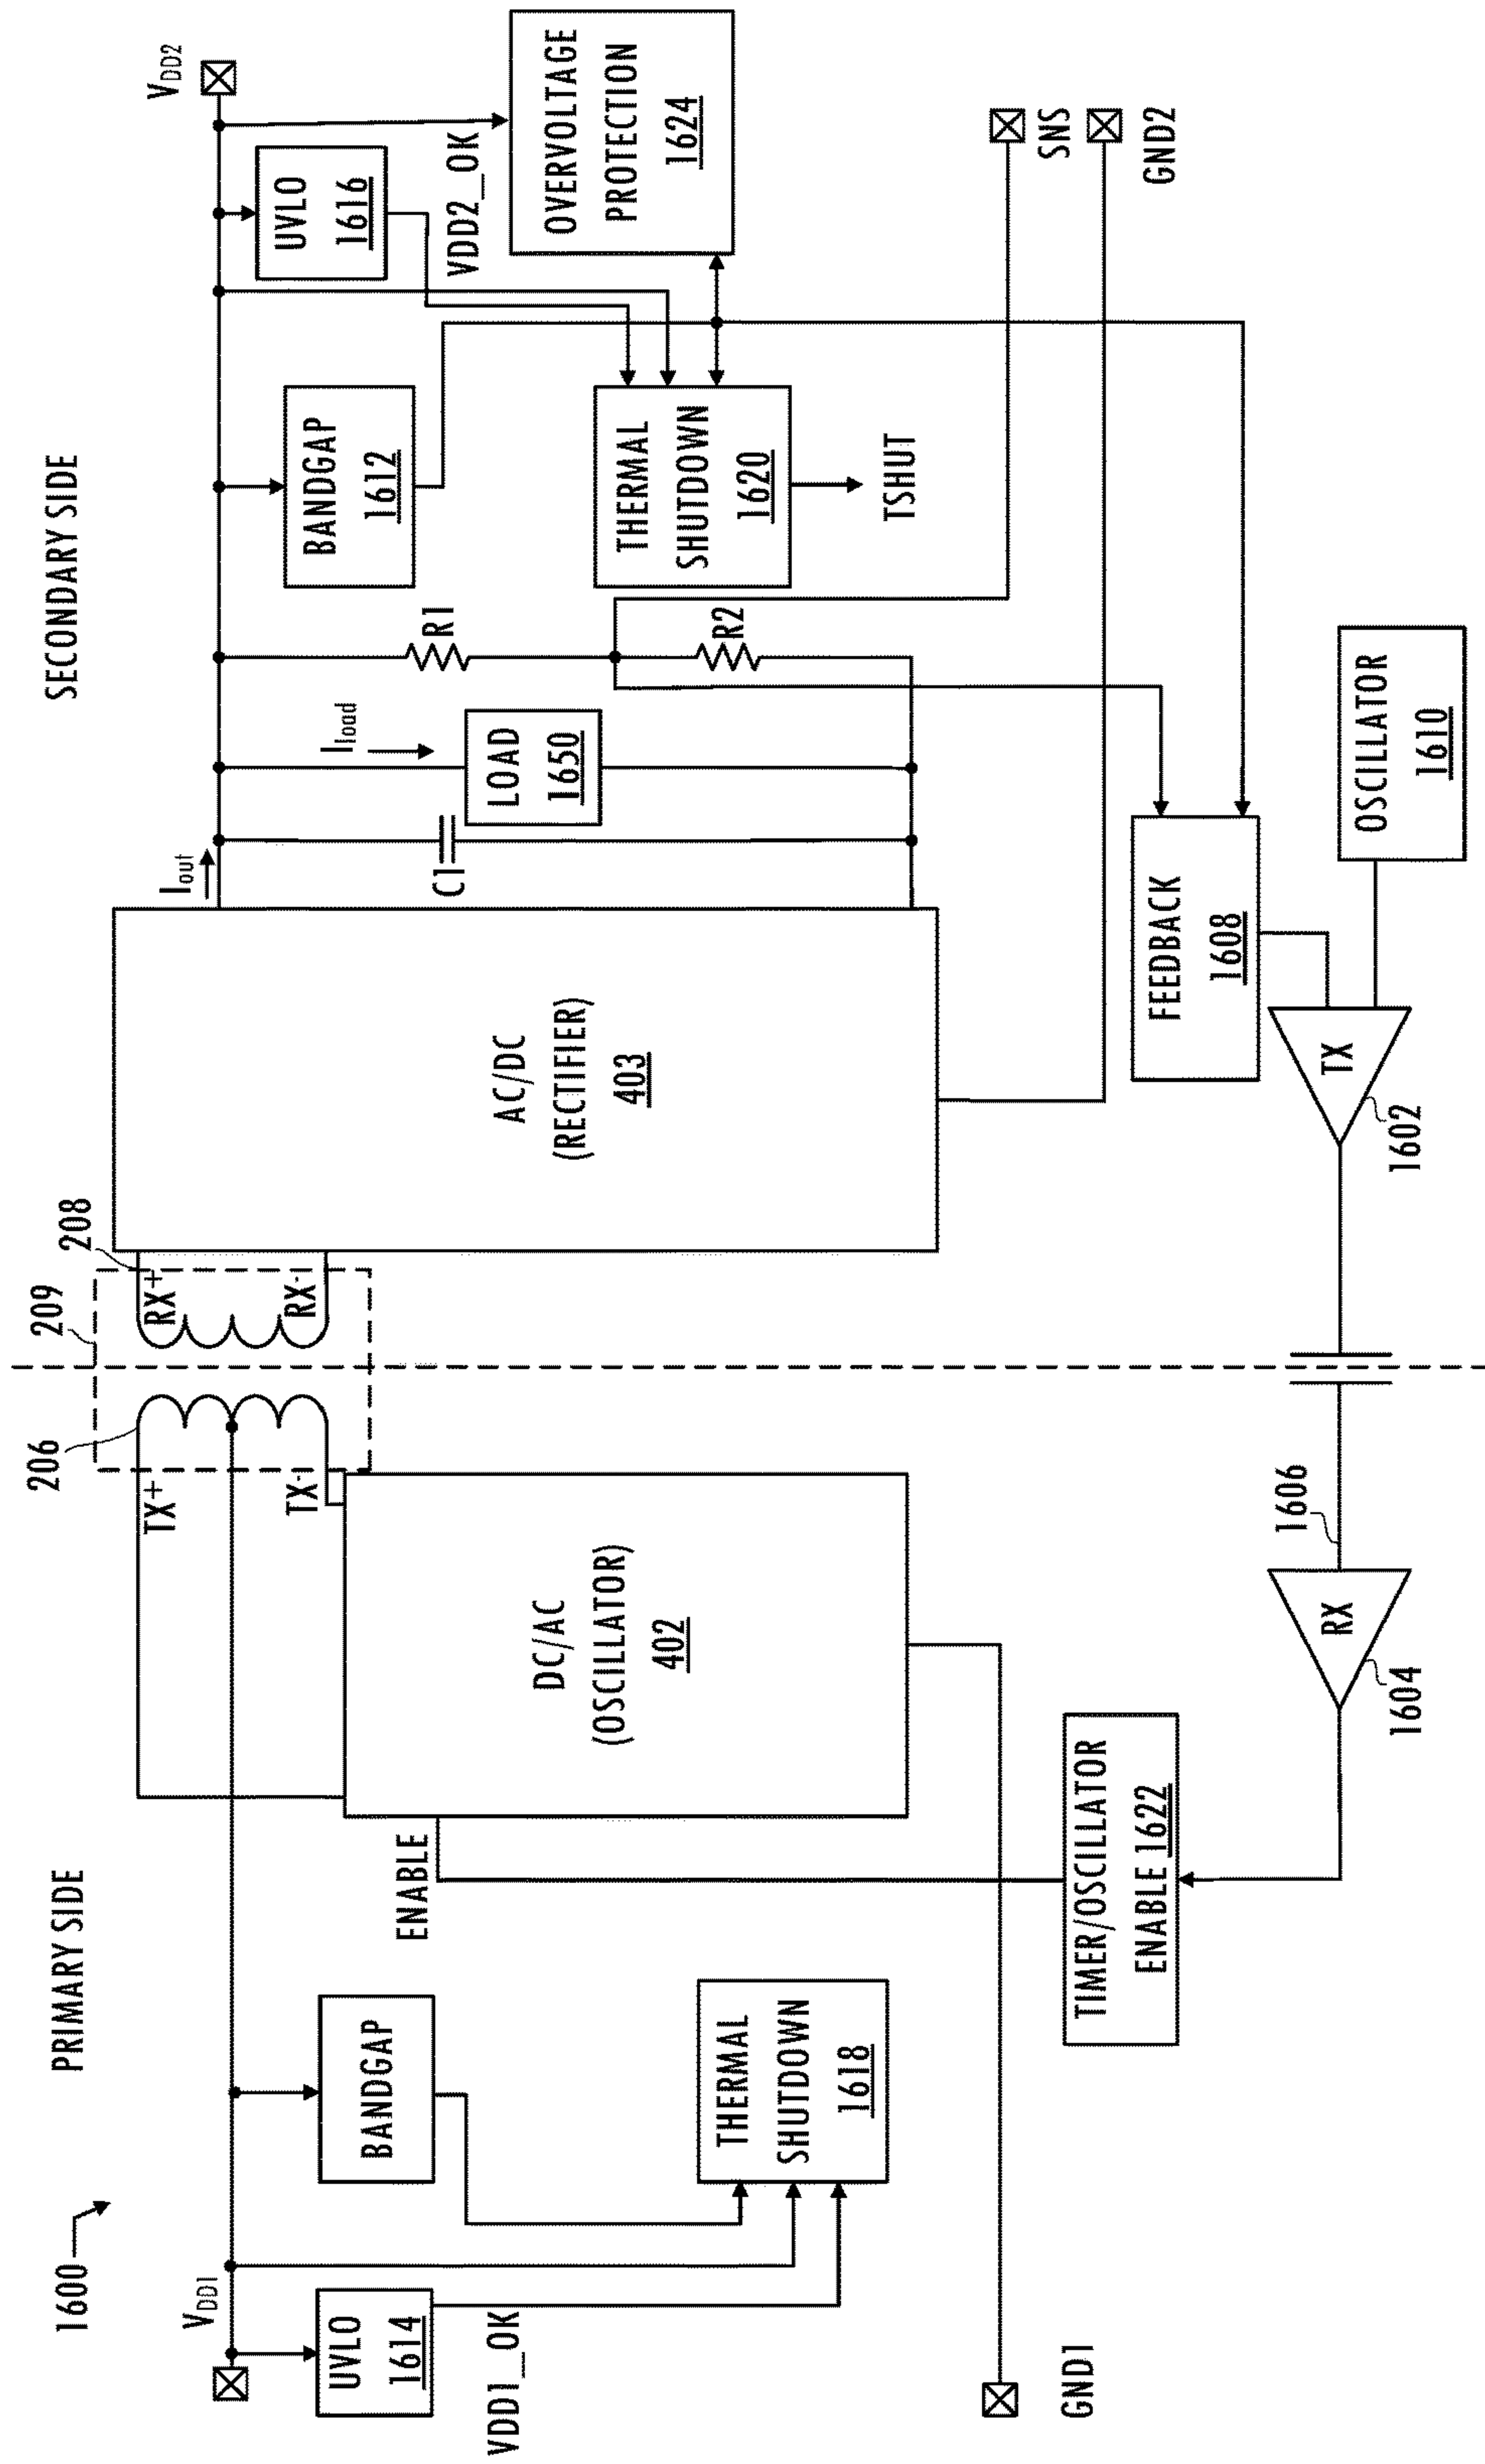 1600
PRIMARY SIDE
SECONDARY SIDE
206
209
208
VDD1
VDD2
TX+
TX-
RX+
RX-
Iout
Iload
UVLO
1614
VDD1_OK
BANDGAP
THERMAL
SHUTDOWN
1618
ENABLE
DC/AC
(OSCILLATOR)
402
AC/DC
(RECTIFIER)
403
C1
LOAD
1650
R1
R2
BANDGAP
1612
UVLO
1616
VDD2_OK
OVERVOLTAGE
PROTECTION
1624
THERMAL
SHUTDOWN
1620
TSHUT
SNS
GND2
GND1
TIMER/OSCILLATOR
ENABLE 1622
RX
1604
1606
TX
1602
FEEDBACK
1608
OSCILLATOR
1610